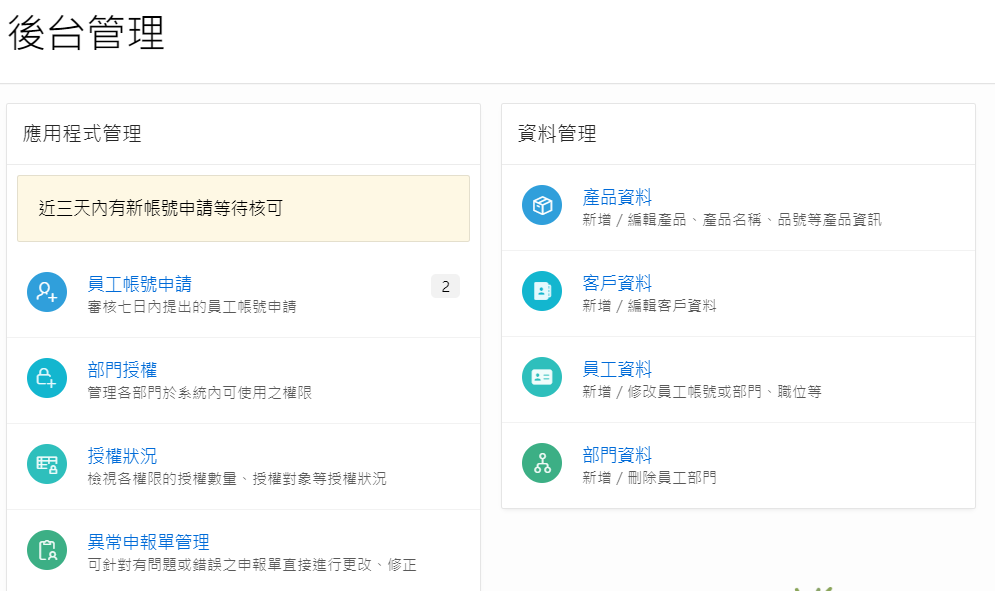 後台管理
應用程式管理
近三天內有新帳號申請等待核可
員工帳號申請
2
審核七日內提出的員工帳號申請
部門授權
管理各部門於系統內可使用之權限
授權狀況
檢視各權限的授權數量、授權對象等授權狀況
異常申報單管理
可針對有問題或錯誤之申報單直接進行更改、修正
資料管理
產品資料
新增 / 編輯產品、產品名稱、品號等產品資訊
客戶資料
新增 / 編輯客戶資料
員工資料
新增 / 修改員工帳號或部門、職位等
部門資料
新增 / 刪除員工部門